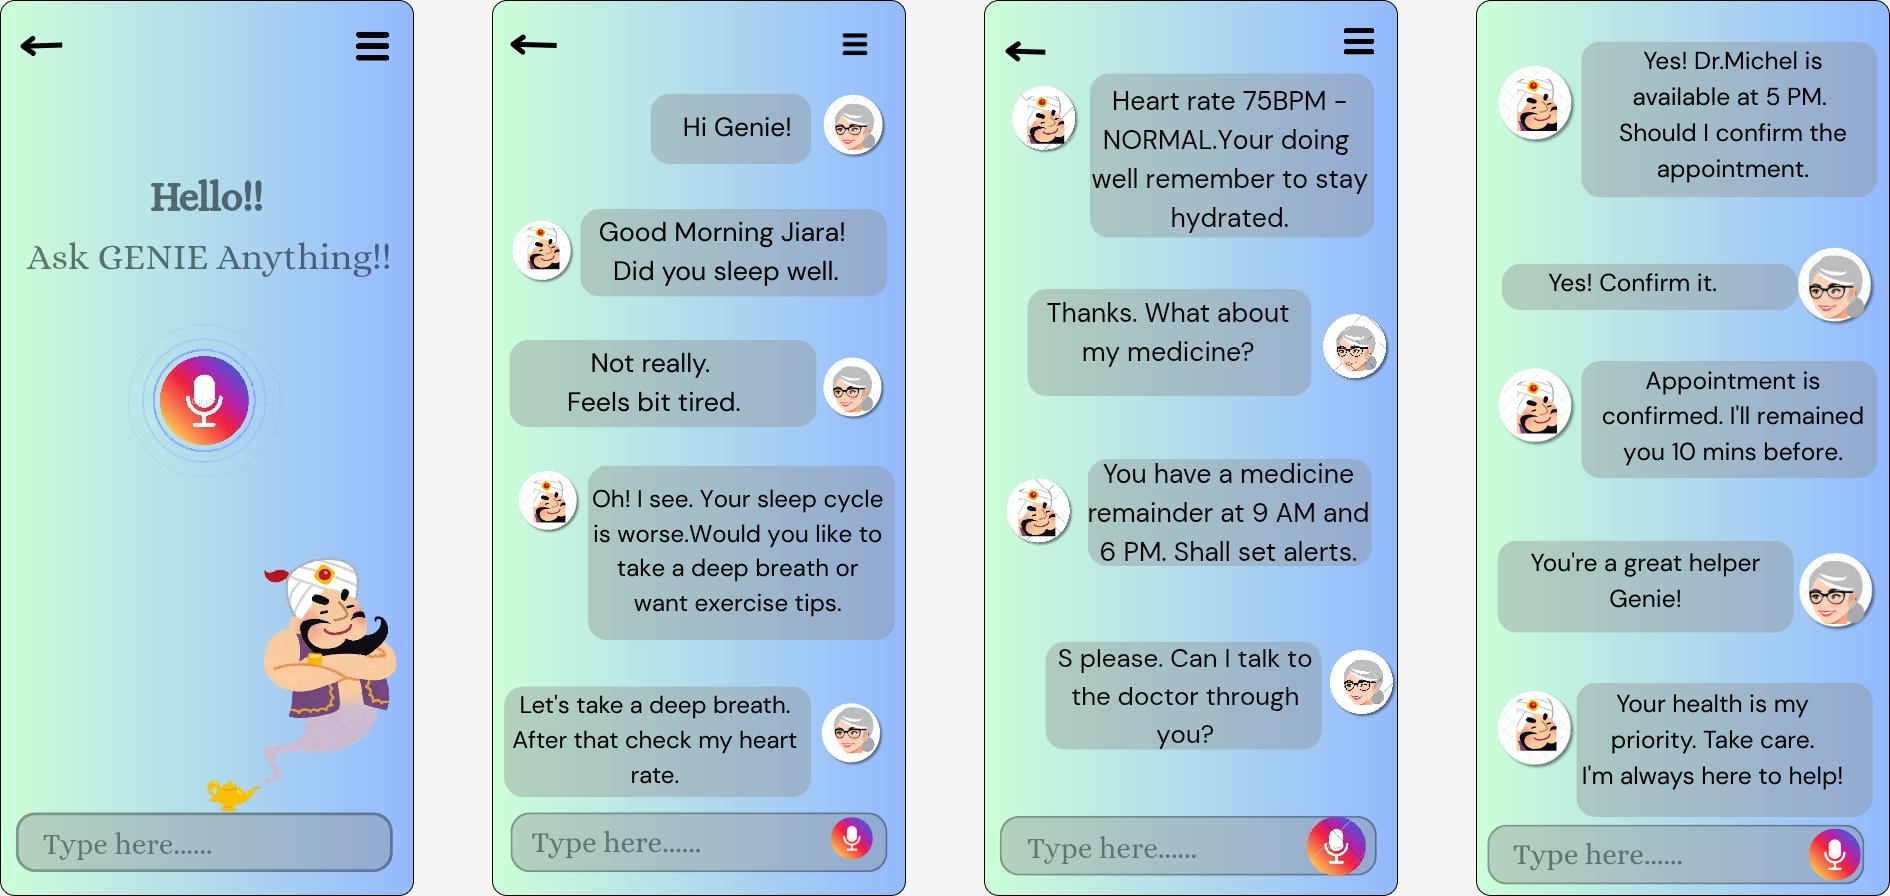 Hello!!
Ask GENIE Anything!!
Type here......
Hi Genie!
Good Morning Jiara!
Did you sleep well.
Not really.
Feels bit tired.
Oh! I see. Your sleep cycle
is worse.Would you like to
take a deep breath or
want exercise tips.
Let's take a deep breath.
After that check my heart
rate.
Type here......
Heart rate 75BPM -
NORMAL.Your doing
well remember to stay
hydrated.
Thanks. What about
my medicine?
You have a medicine
remainder at 9 AM and
6 PM. Shall set alerts.
S please. Can I talk to
the doctor through
you?
Type here......
Yes! Dr.Michel is
available at 5 PM.
Should I confirm the
appointment.
Yes! Confirm it.
Appointment is
confirmed. I'll remained
you 10 mins before.
You're a great helper
Genie!
Your health is my
priority. Take care.
I'm always here to help!
Type here......